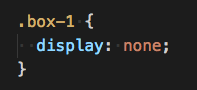 .box-1 {
  display: none;
}